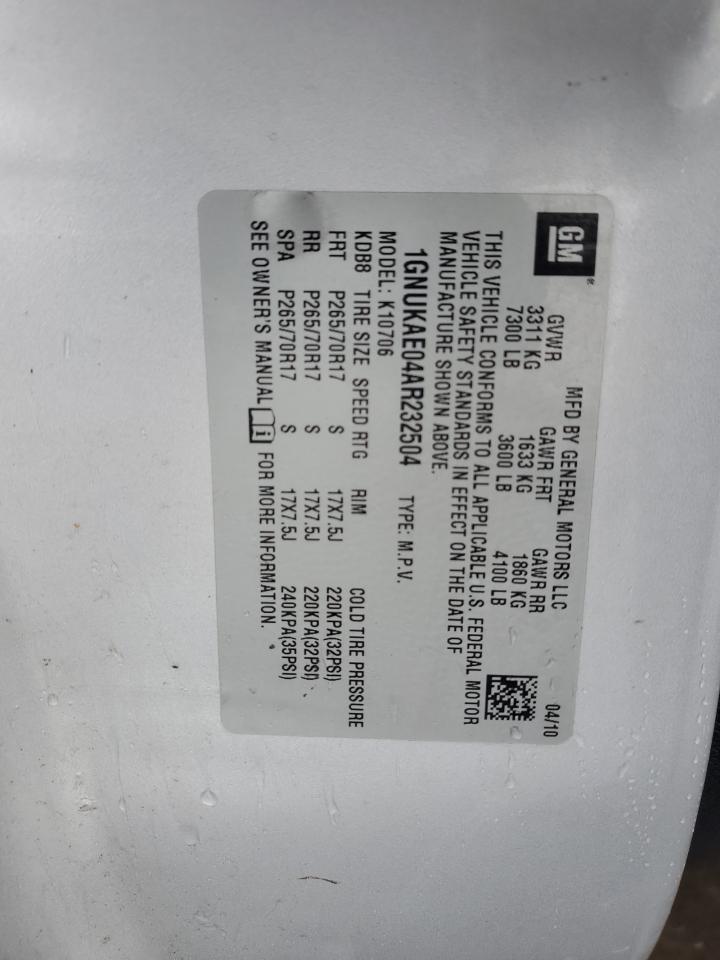 GM®
MFD BY GENERAL MOTORS LLC 04/10
GVWR GAWR FRT GAWR RR
3311 KG 1633 KG 1860 KG
7300 LB 3600 LB 4100 LB
THIS VEHICLE CONFORMS TO ALL APPLICABLE U.S. FEDERAL MOTOR
VEHICLE SAFETY STANDARDS IN EFFECT ON THE DATE OF
MANUFACTURE SHOWN ABOVE.
1GNUKAE04AR232504 TYPE: M.P.V.
MODEL: K10706
KDB8 TIRE SIZE SPEED RTG RIM COLD TIRE PRESSURE
FRT P265/70R17 S 17X7.5J 220KPA(32PSI)
RR P265/70R17 S 17X7.5J 220KPA(32PSI)
SPA P265/70R17 S 17X7.5J 240KPA(35PSI)
SEE OWNER'S MANUAL i FOR MORE INFORMATION.